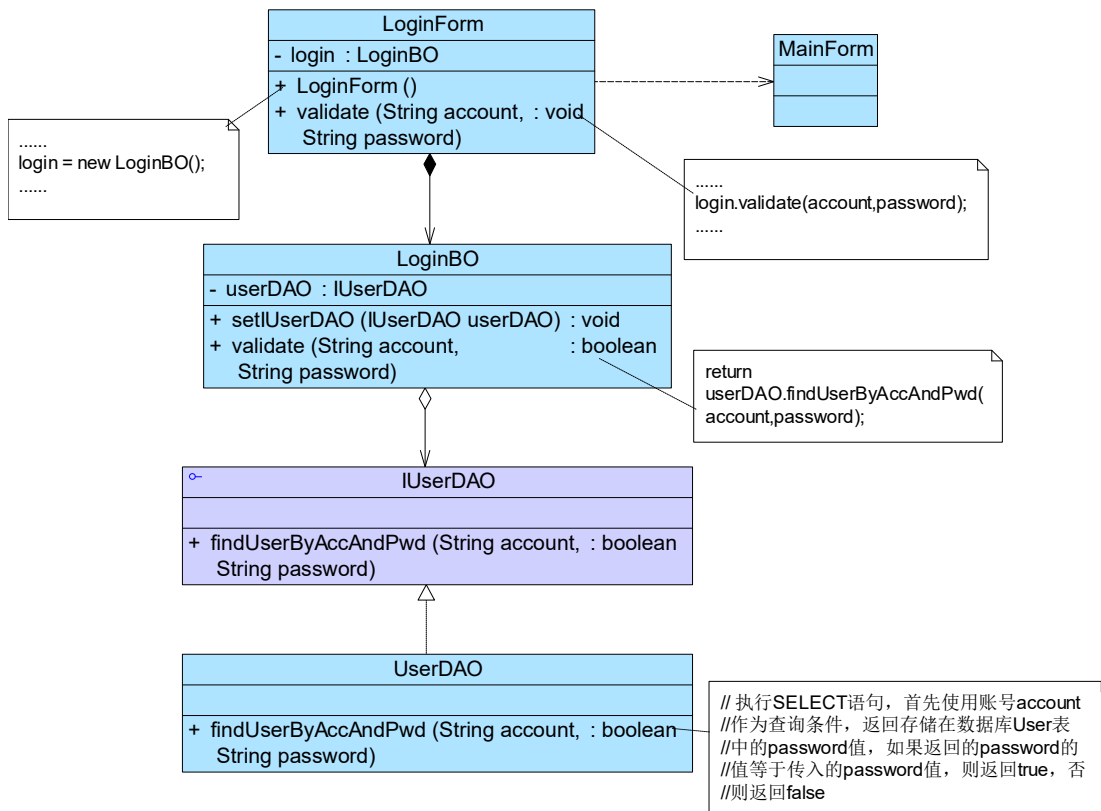 LoginForm
- login : LoginBO
+ LoginForm ()
+ validate (String account, : void
String password)
MainForm
......
login = new LoginBO();
......
......
login.validate(account,password);
......
LoginBO
- userDAO : IUserDAO
+ setIUserDAO (IUserDAO userDAO) : void
+ validate (String account, : boolean
String password)
return
userDAO.findUserByAccAndPwd(
account,password);
IUserDAO
+ findUserByAccAndPwd (String account, : boolean
String password)
UserDAO
+ findUserByAccAndPwd (String account, : boolean
String password)
// 执行SELECT语句，首先使用账号account
//作为查询条件，返回存储在数据库User表
//中的password值，如果返回的password的
//值等于传入的password值，则返回true，否
//则返回false